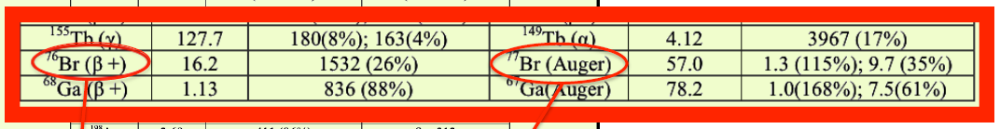 ¹⁵⁵Tb (γ) 127.7 180(8%); 163(4%) ¹⁴⁹Tb (α) 4.12 3967 (17%)
⁷⁶Br (β +) 16.2 1532 (26%) ⁷⁷Br (Auger) 57.0 1.3 (115%); 9.7 (35%)
⁶⁸Ga (β +) 1.13 836 (88%) ⁶⁷Ga(Auger) 78.2 1.0(168%); 7.5(61%)